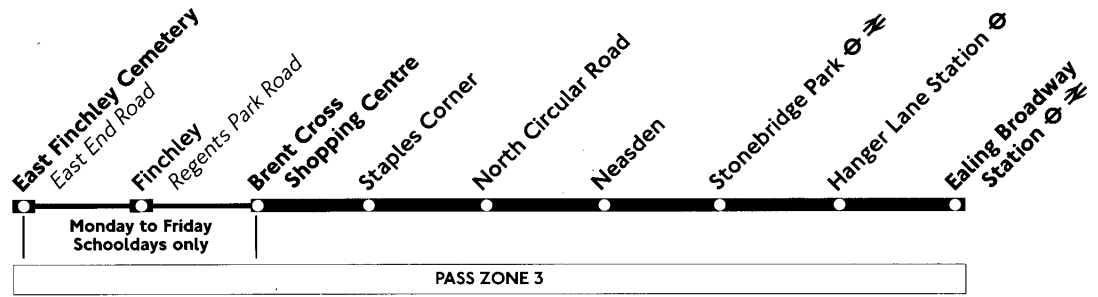 East Finchley Cemetery
East End Road
Finchley
Regents Park Road
Brent Cross
Shopping Centre
Staples Corner
North Circular Road
Neasden
Stonebridge Park
Hanger Lane Station
Ealing Broadway
Station
Monday to Friday
Schooldays only
PASS ZONE 3